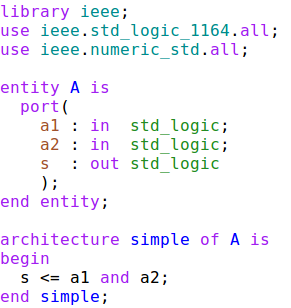 library ieee;
use ieee.std_logic_1164.all;
use ieee.numeric_std.all;

entity A is
  port(
    a1 : in  std_logic;
    a2 : in  std_logic;
    s  : out std_logic
    );
end entity;

architecture simple of A is
begin
  s <= a1 and a2;
end simple;